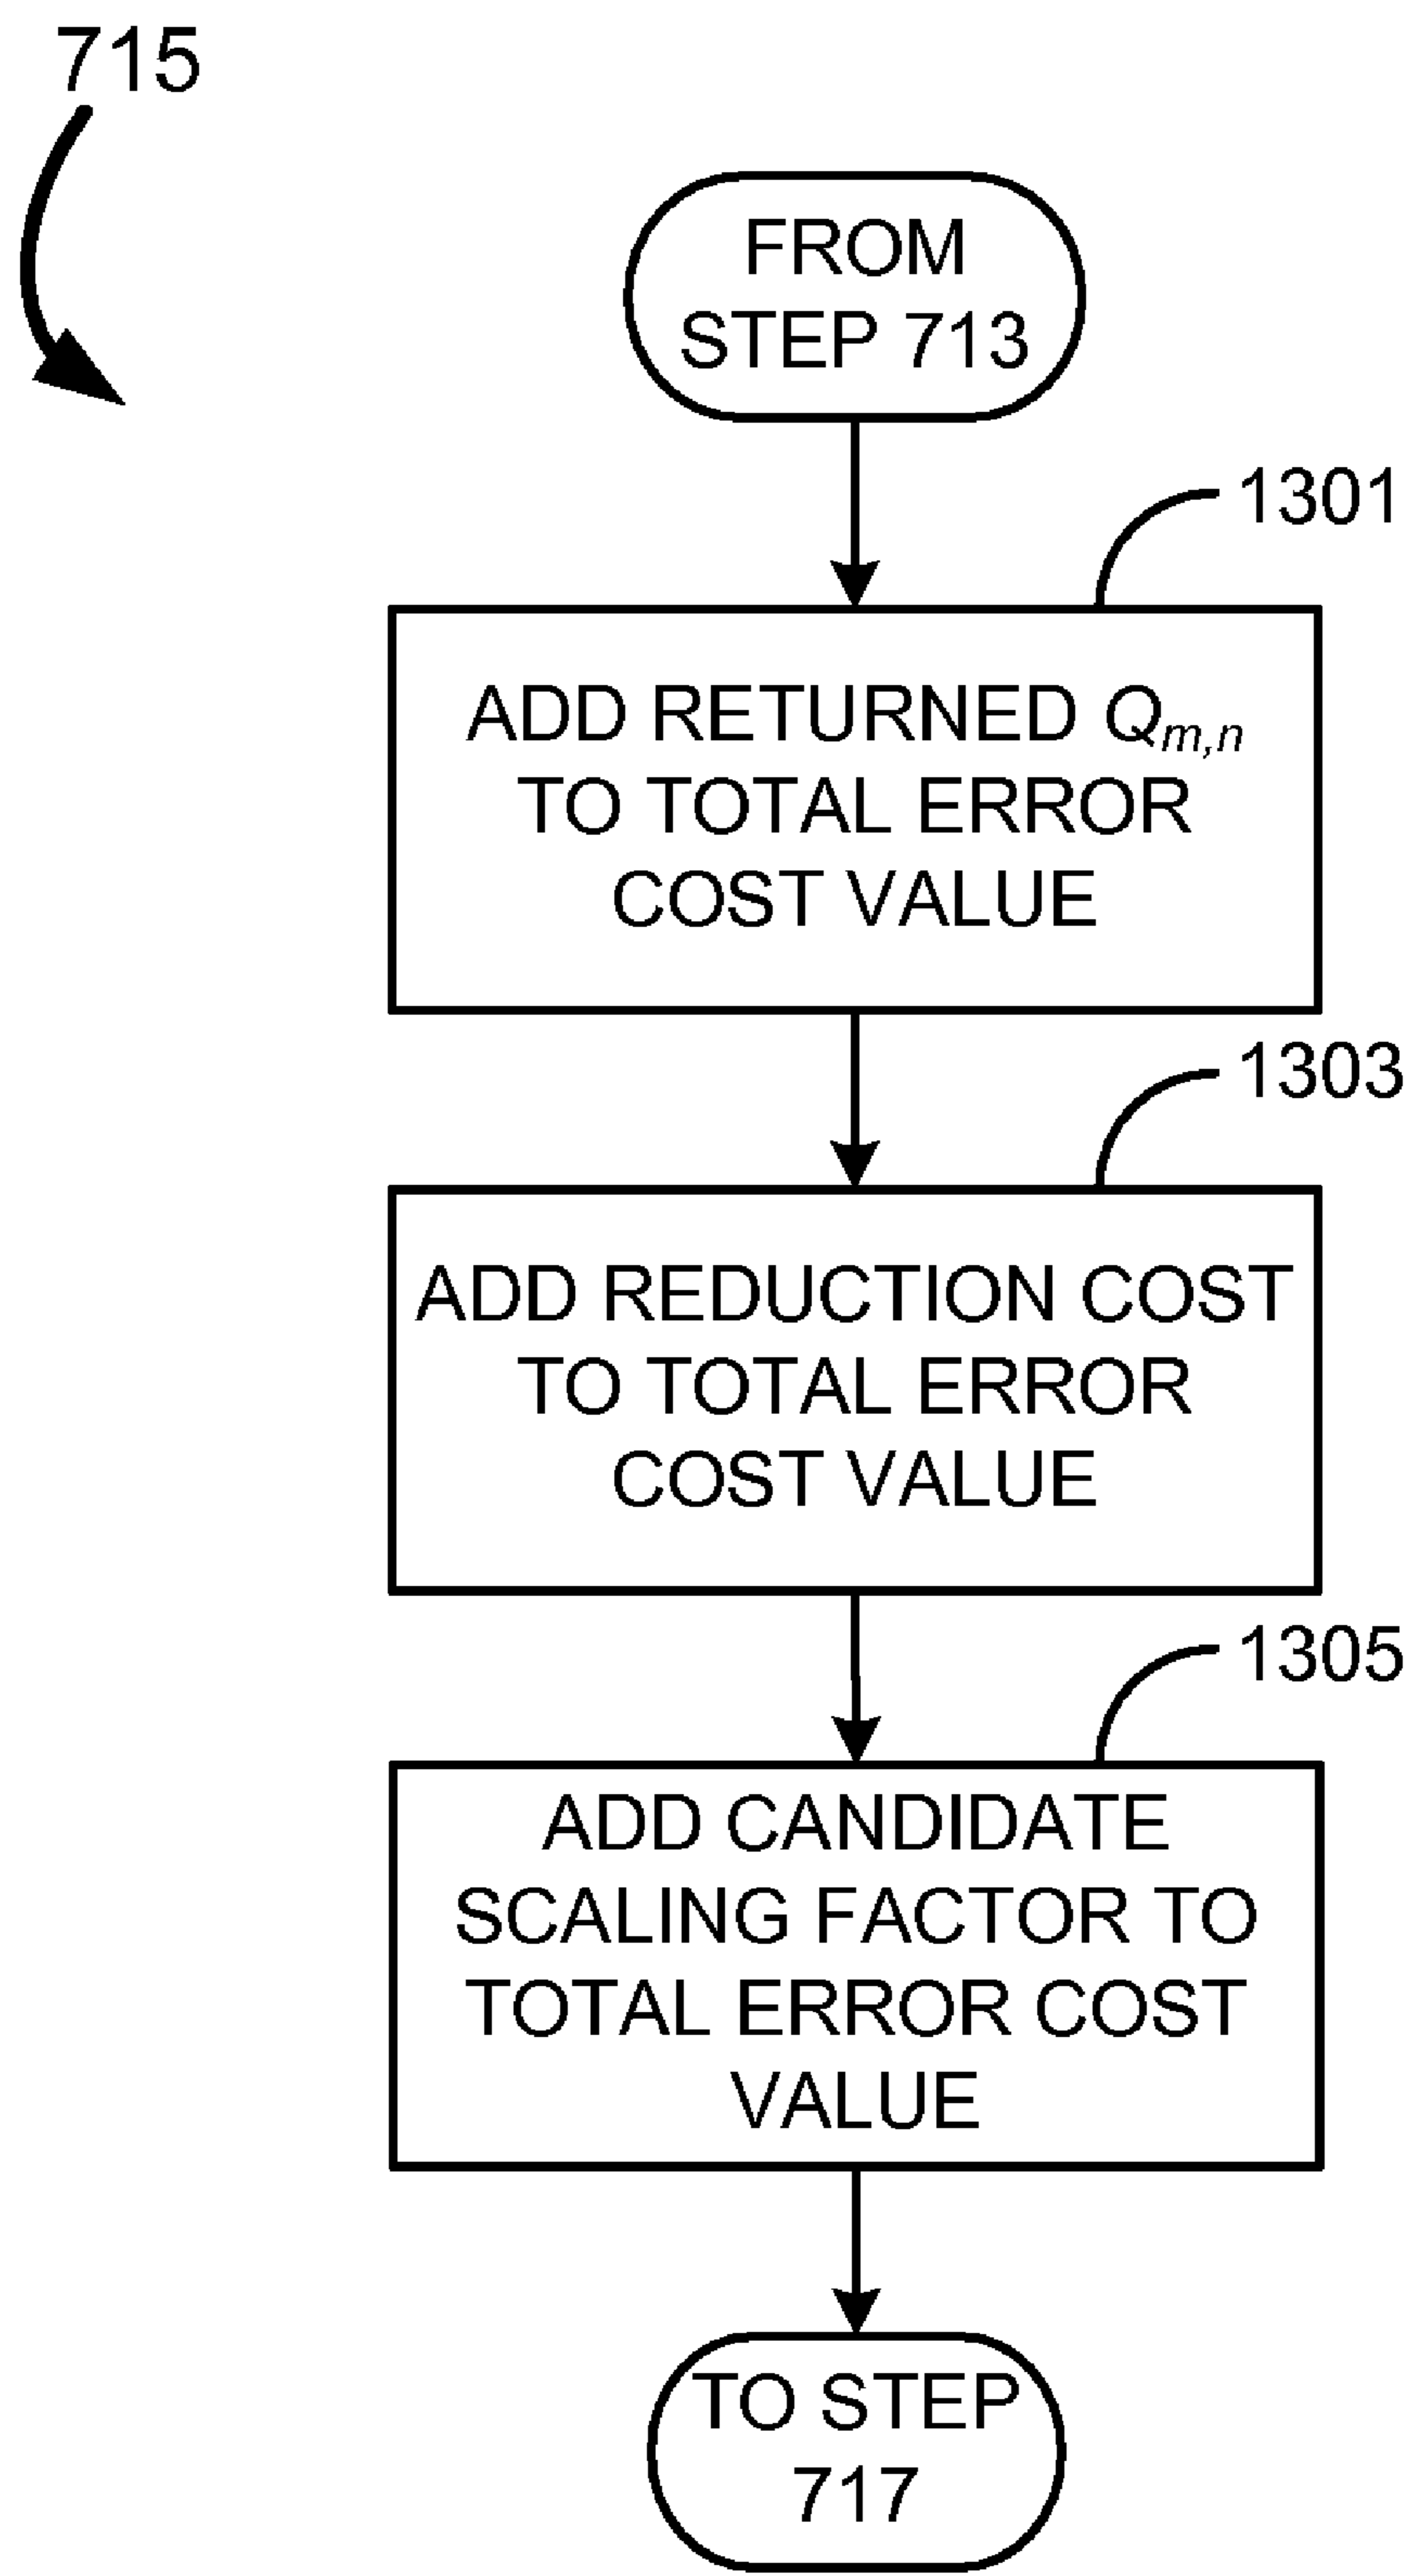 715
FROM
STEP 713
1301
ADD RETURNED Qm,n
TO TOTAL ERROR
COST VALUE
1303
ADD REDUCTION COST
TO TOTAL ERROR
COST VALUE
1305
ADD CANDIDATE
SCALING FACTOR TO
TOTAL ERROR COST
VALUE
TO STEP
717